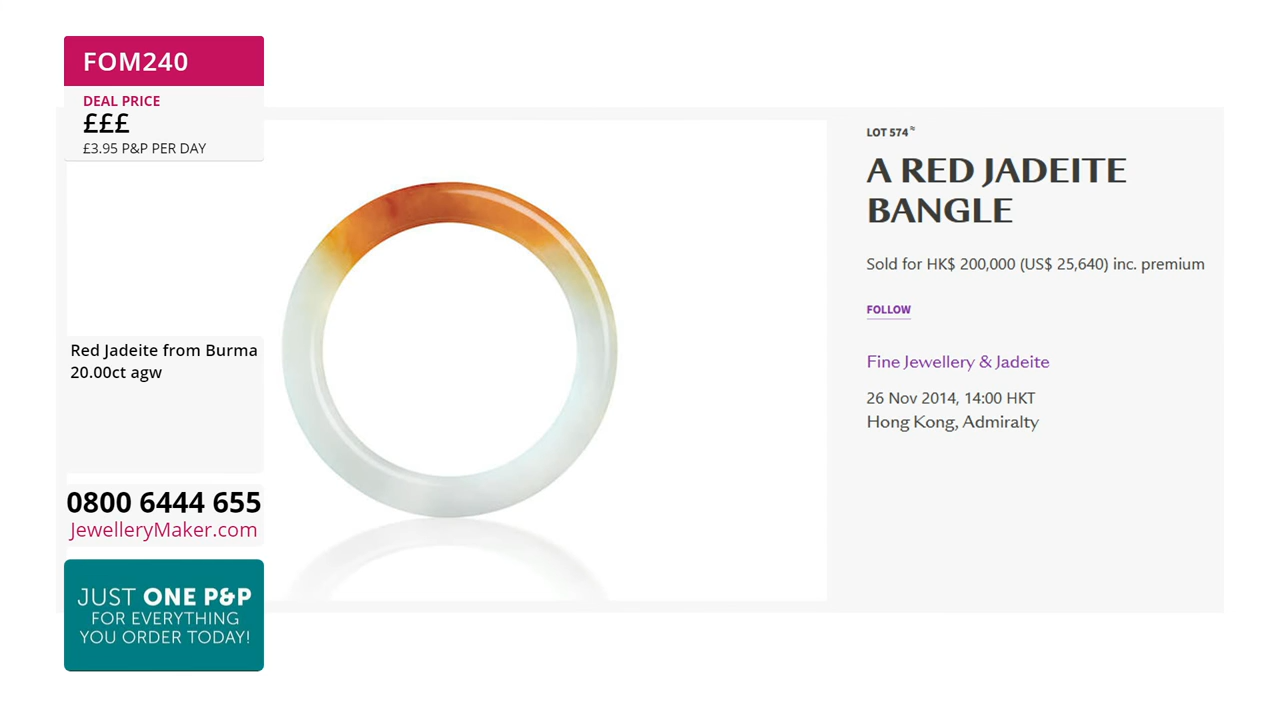 FOM240
DEAL PRICE
£££
£3.95 P&P PER DAY
Red Jadeite from Burma
20.00ct agw
0800 6444 655
JewelleryMaker.com
JUST ONE P&P
FOR EVERYTHING
YOU ORDER TODAY!
LOT 574≈
A RED JADEITE
BANGLE
Sold for HK$ 200,000 (US$ 25,640) inc. premium
FOLLOW
Fine Jewellery & Jadeite
26 Nov 2014, 14:00 HKT
Hong Kong, Admiralty